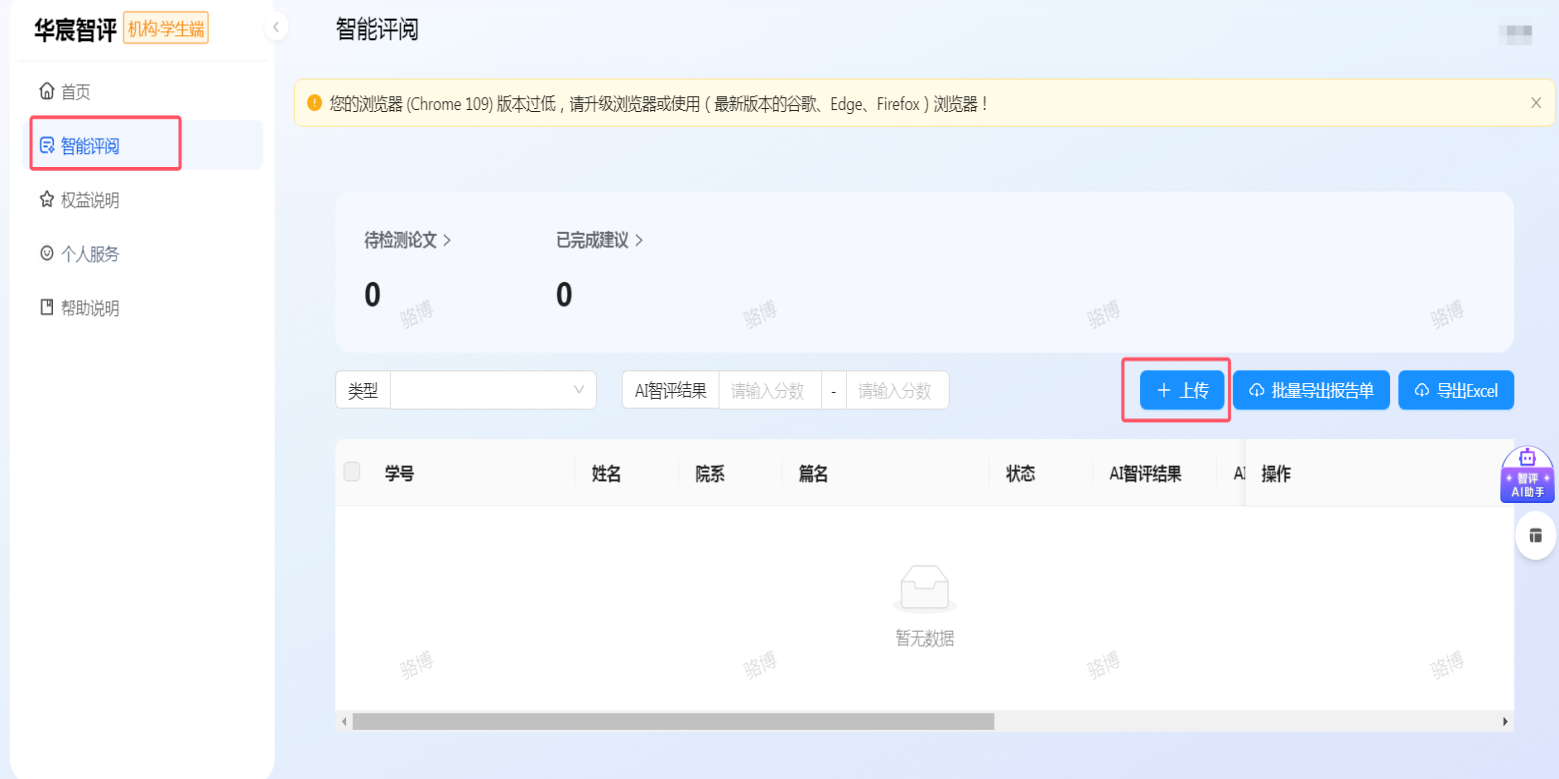 华宸智评 机构·学生端
智能评阅
首页
智能评阅
权益说明
个人服务
帮助说明
您的浏览器 (Chrome 109) 版本过低，请升级浏览器或使用（最新版本的谷歌、Edge、Firefox）浏览器！
待检测论文 已完成建议
0 0
骆博 骆博 骆博 骆博
类型 AI智评结果 请输入分数 - 请输入分数 上传 批量导出报告单 导出Excel
学号 姓名 院系 篇名 状态 AI智评结果 AI 操作
智评
AI助手
暂无数据
骆博 骆博 骆博 骆博